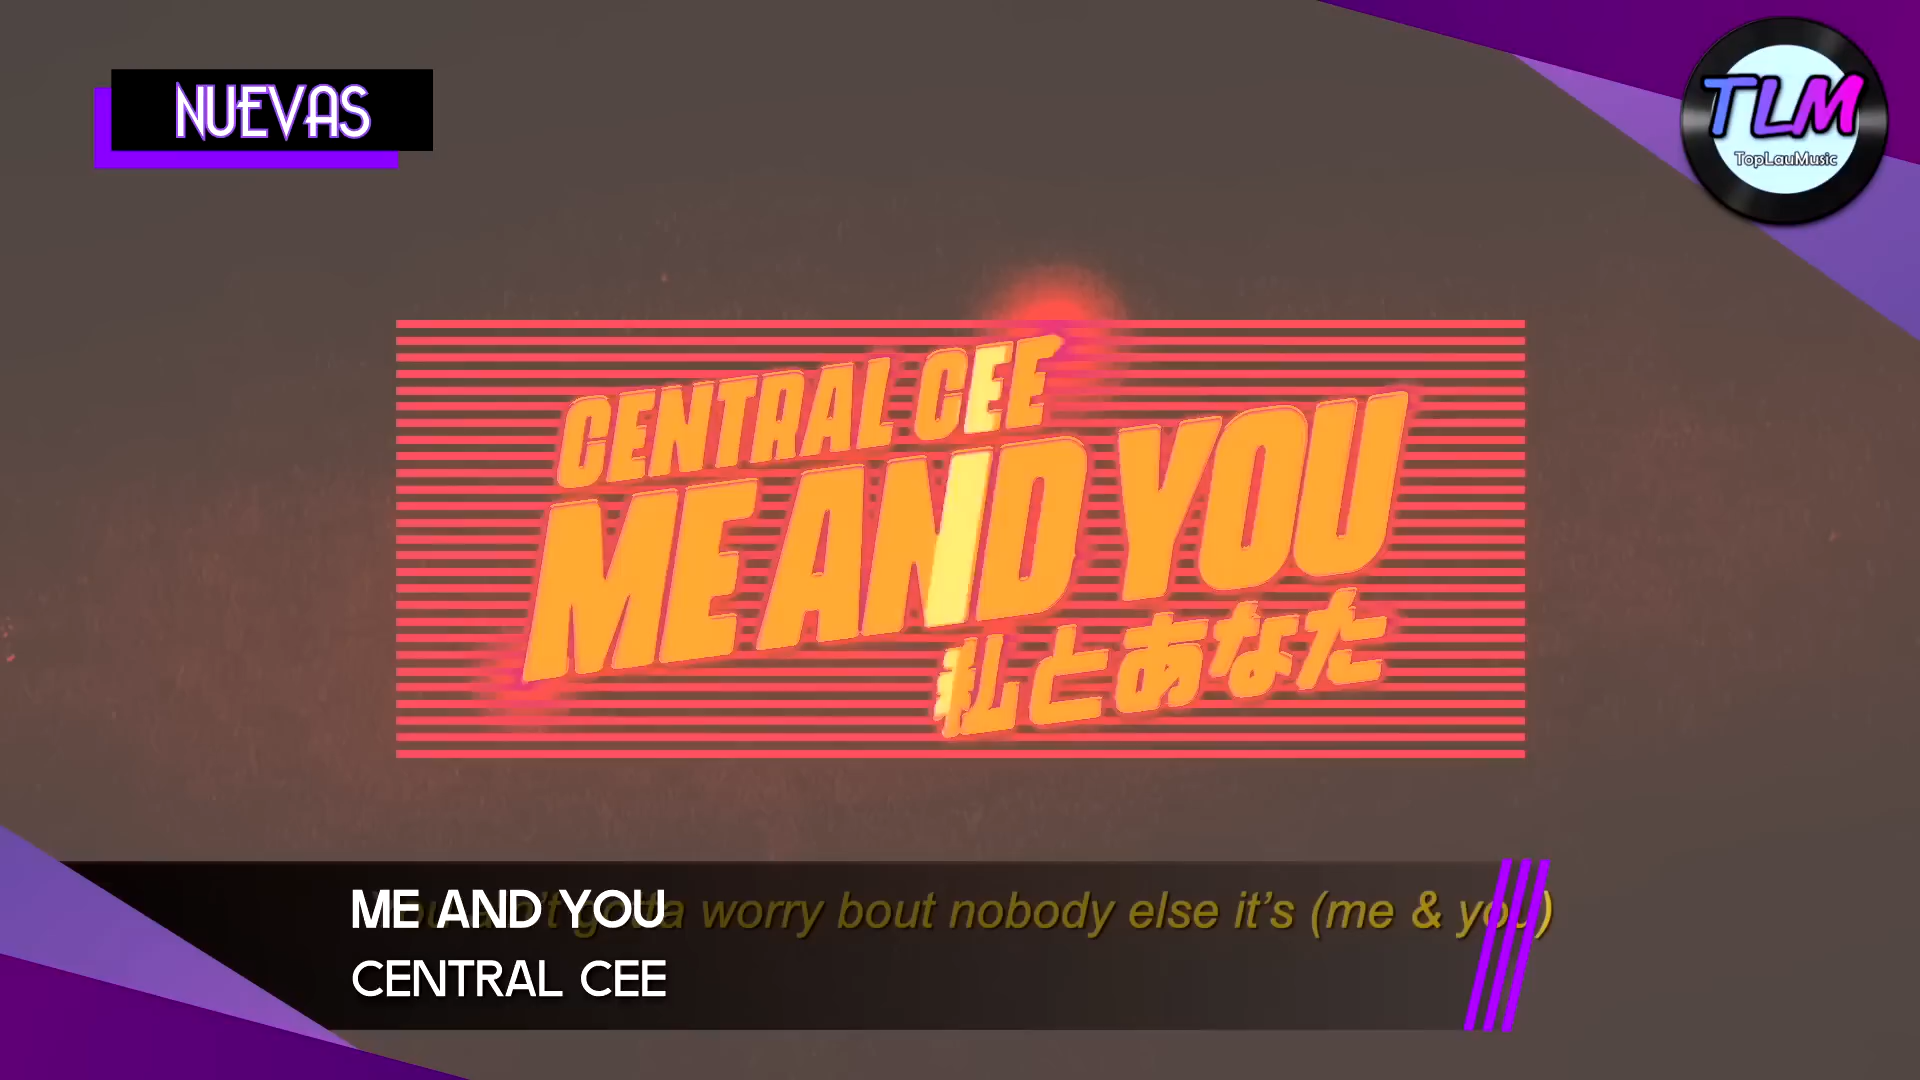 NUEVAS
TLM
TopLauMusic
CENTRAL CEE
ME AND YOU
私とあなた
worry bout nobody else it's (me & you)
ME AND YOU
CENTRAL CEE